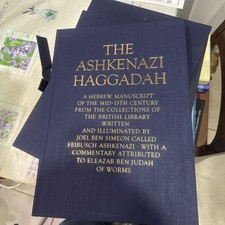 THE
ASHKENAZI
HAGGADAH
A HEBREW MANUSCRIPT
OF THE MID-15TH CENTURY
FROM THE COLLECTIONS OF
THE BRITISH LIBRARY
WRITTEN
AND ILLUMINATED BY
JOEL BEN SIMEON CALLED
FEIBUSCH ASHKENAZI · WITH A
COMMENTARY ATTRIBUTED
TO ELEAZAR BEN JUDAH
OF WORMS